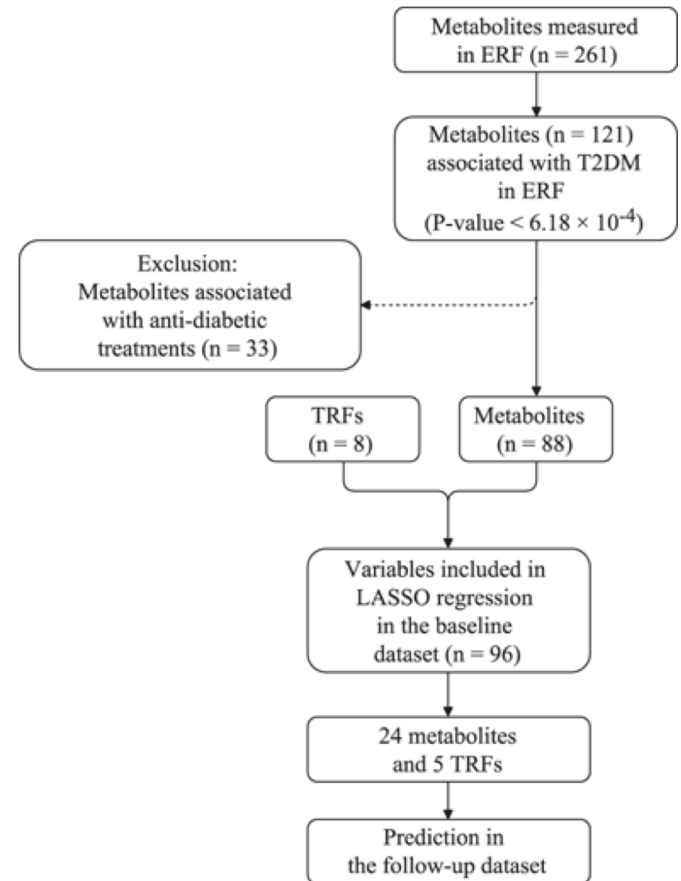 Metabolites measured
in ERF (n = 261)
Metabolites (n = 121)
associated with T2DM
in ERF
(P-value < 6.18 × 10⁻⁴)
Exclusion:
Metabolites associated
with anti-diabetic
treatments (n = 33)
TRFs
(n = 8)
Metabolites
(n = 88)
Variables included in
LASSO regression
in the baseline
dataset (n = 96)
24 metabolites
and 5 TRFs
Prediction in
the follow-up dataset